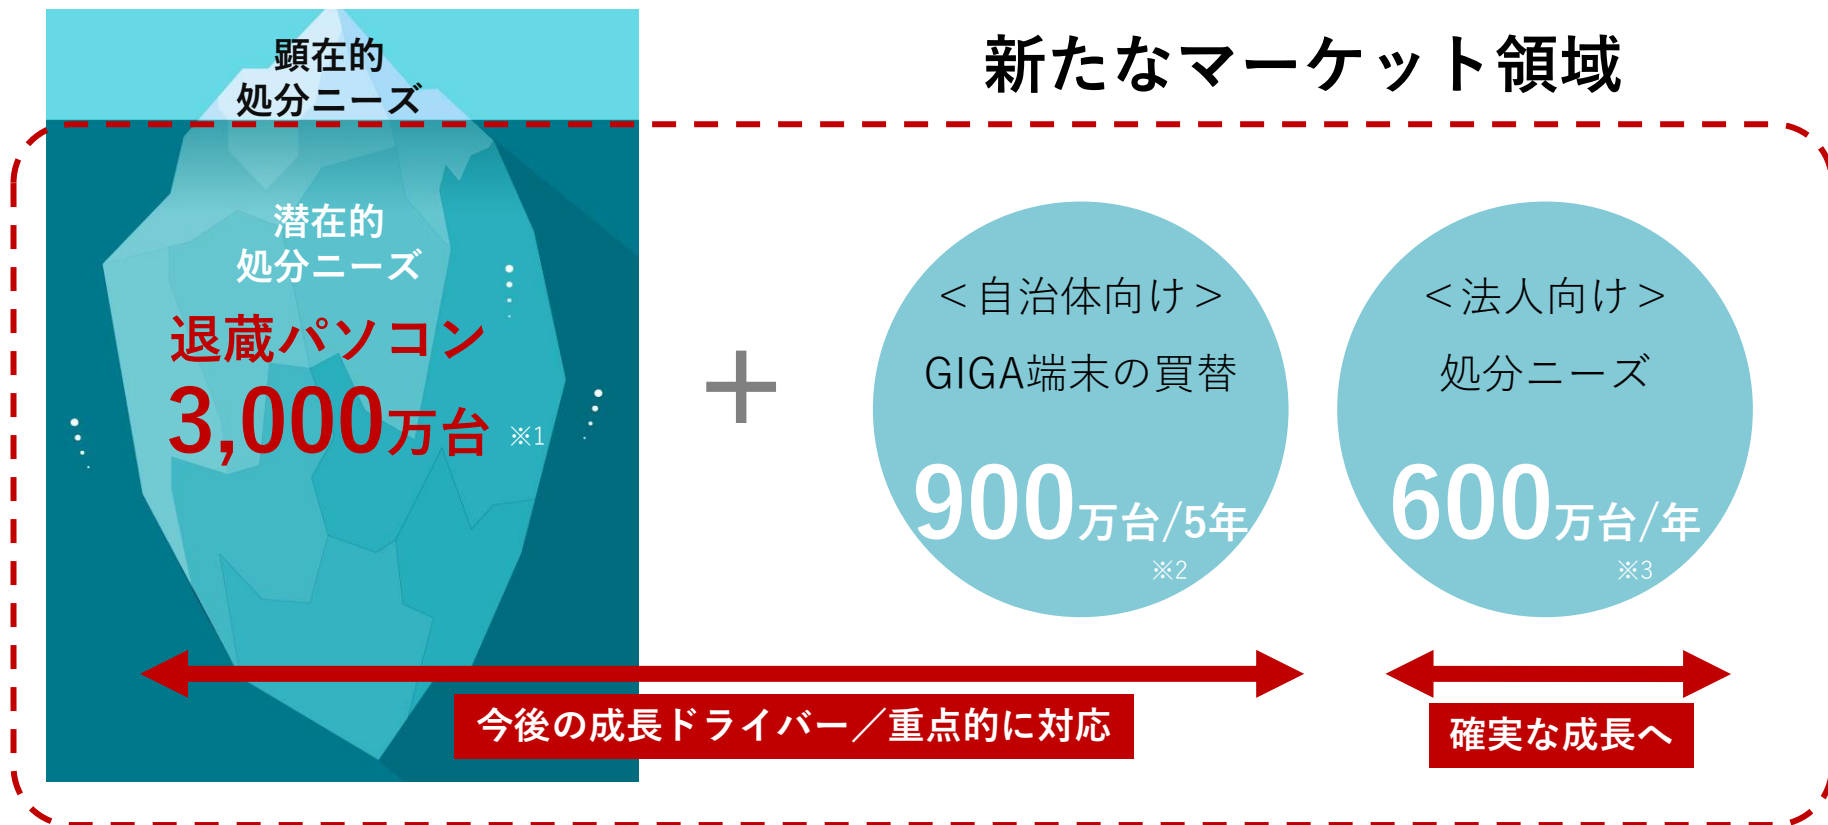 新たなマーケット領域
顕在的
処分ニーズ
潜在的
処分ニーズ
退蔵パソコン
3,000万台 ※1
+
＜自治体向け＞
GIGA端末の買替
900万台/5年
※2
＜法人向け＞
処分ニーズ
600万台/年
※3
今後の成長ドライバー／重点的に対応
確実な成長へ